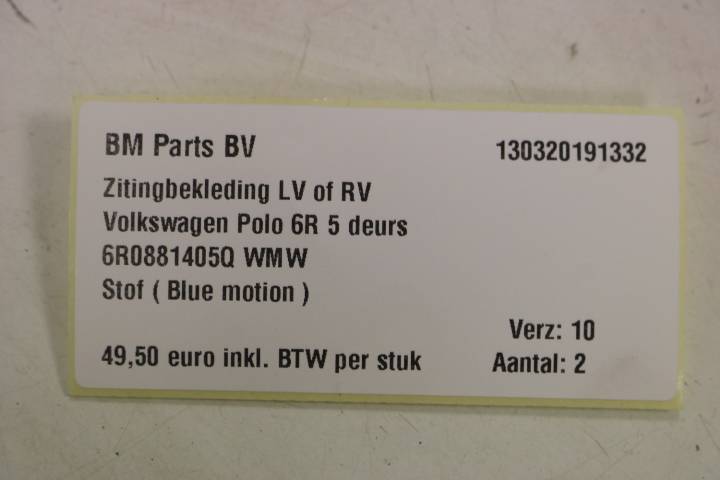 BM Parts BV 130320191332
Zitingbekleding LV of RV
Volkswagen Polo 6R 5 deurs
6R0881405Q WMW
Stof ( Blue motion )
Verz: 10
49,50 euro inkl. BTW per stuk Aantal: 2